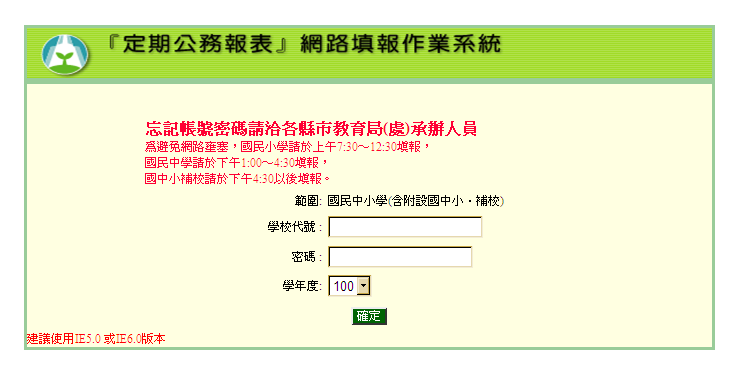 『定期公務報表』網路填報作業系統
忘記帳號密碼請洽各縣市教育局(處)承辦人員
為避免網路壅塞，國民小學請於上午7:30～12:30填報，
國民中學請於下午1:00～4:30填報，
國中小補校請於下午4:30以後填報。
範圍: 國民中小學(含附設國中小．補校)
學校代號 :
密碼 :
學年度: 100
確定
建議使用IE5.0 或IE6.0版本